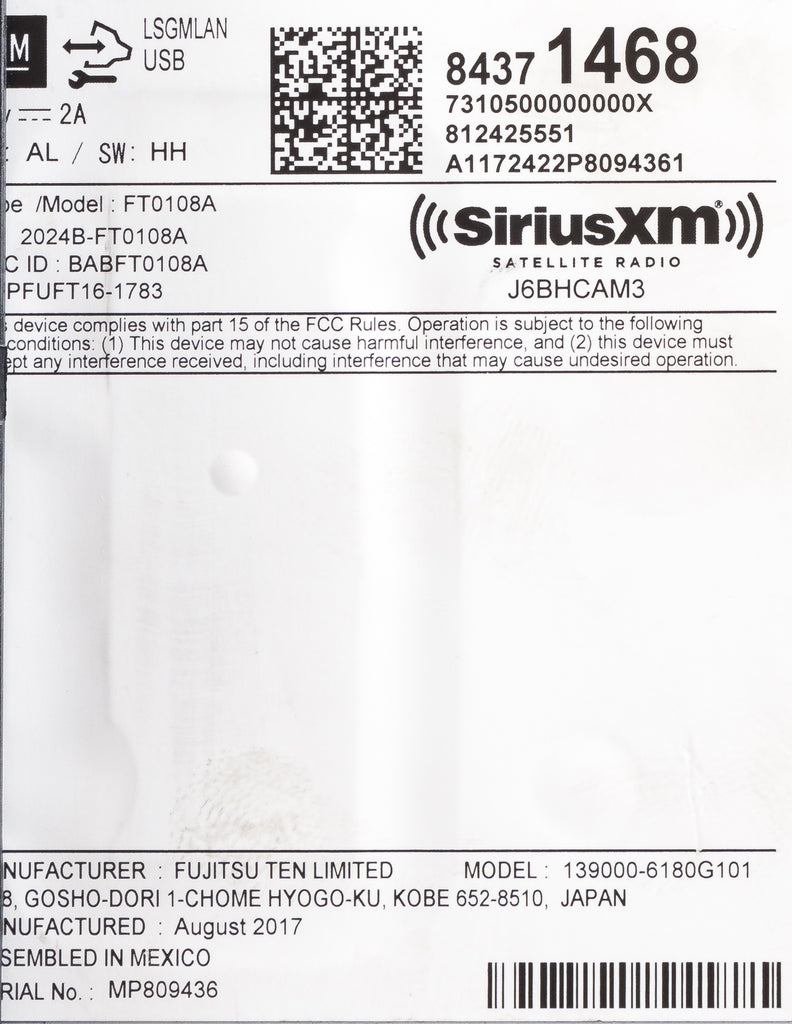 M LSGMLAN
USB
8437 1468
7310500000000X
⎓ 2A
812425551
: AL / SW: HH
A1172422P8094361
/Model : FT0108A
SiriusXM®
2024B-FT0108A
SATELLITE RADIO
C ID : BABFT0108A
PFUFT16-1783
J6BHCAM3
device complies with part 15 of the FCC Rules. Operation is subject to the following
conditions: (1) This device may not cause harmful interference, and (2) this device must
ept any interference received, including interference that may cause undesired operation.
NUFACTURER : FUJITSU TEN LIMITED MODEL : 139000-6180G101
8, GOSHO-DORI 1-CHOME HYOGO-KU, KOBE 652-8510, JAPAN
NUFACTURED : August 2017
SEMBLED IN MEXICO
RIAL No. : MP809436